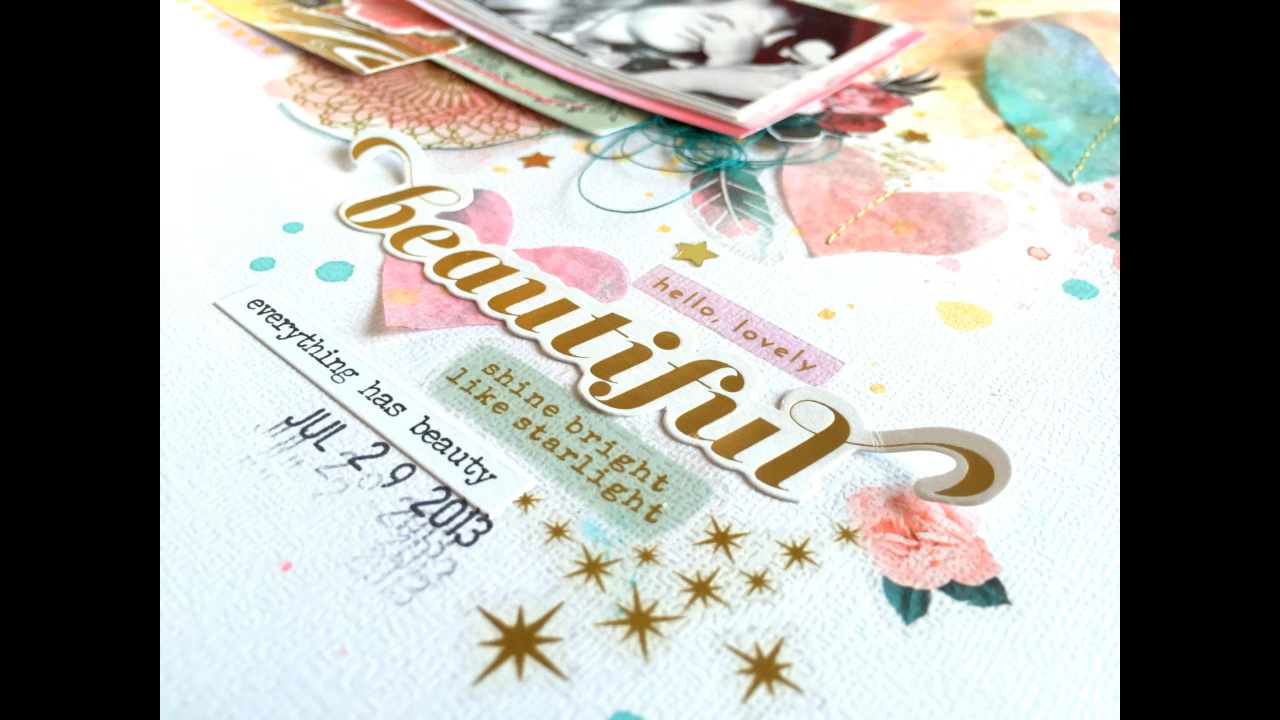 beautiful
hello, lovely
shine bright
like starlight
everything has beauty
JUL 29 2013